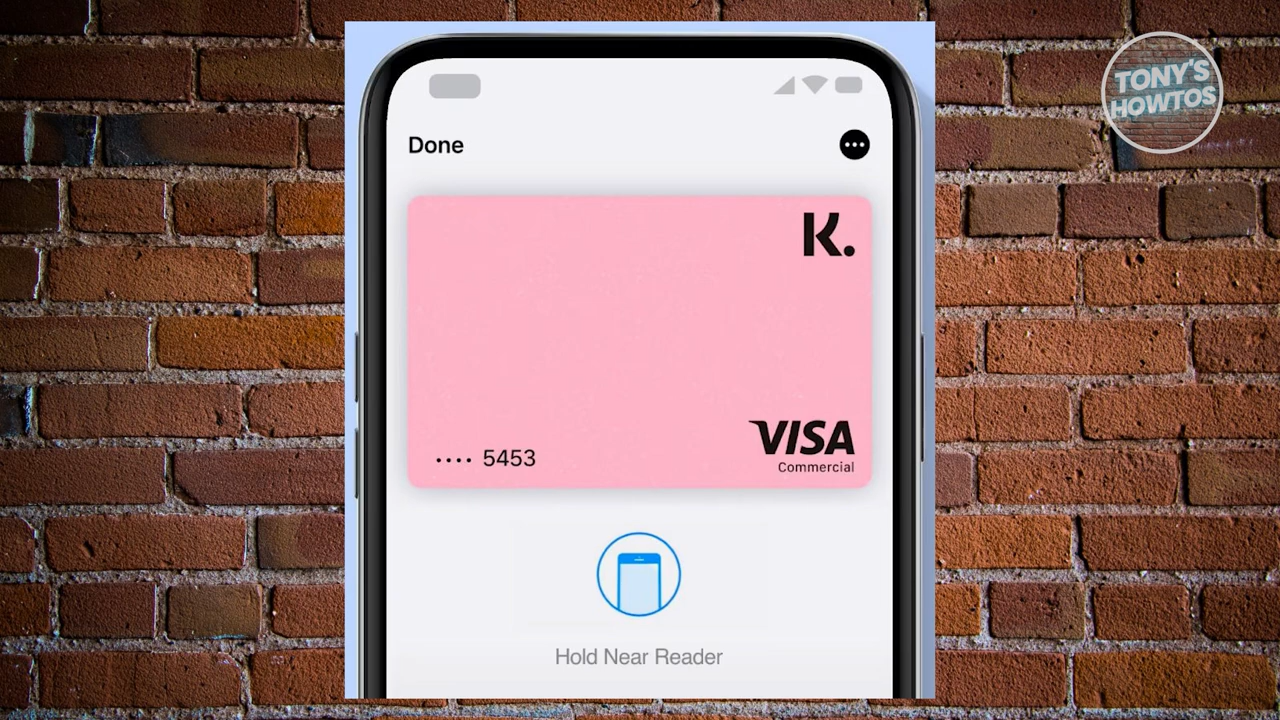 TONY'S
HOWTOS
Done
K.
VISA
Commercial
•••• 5453
Hold Near Reader